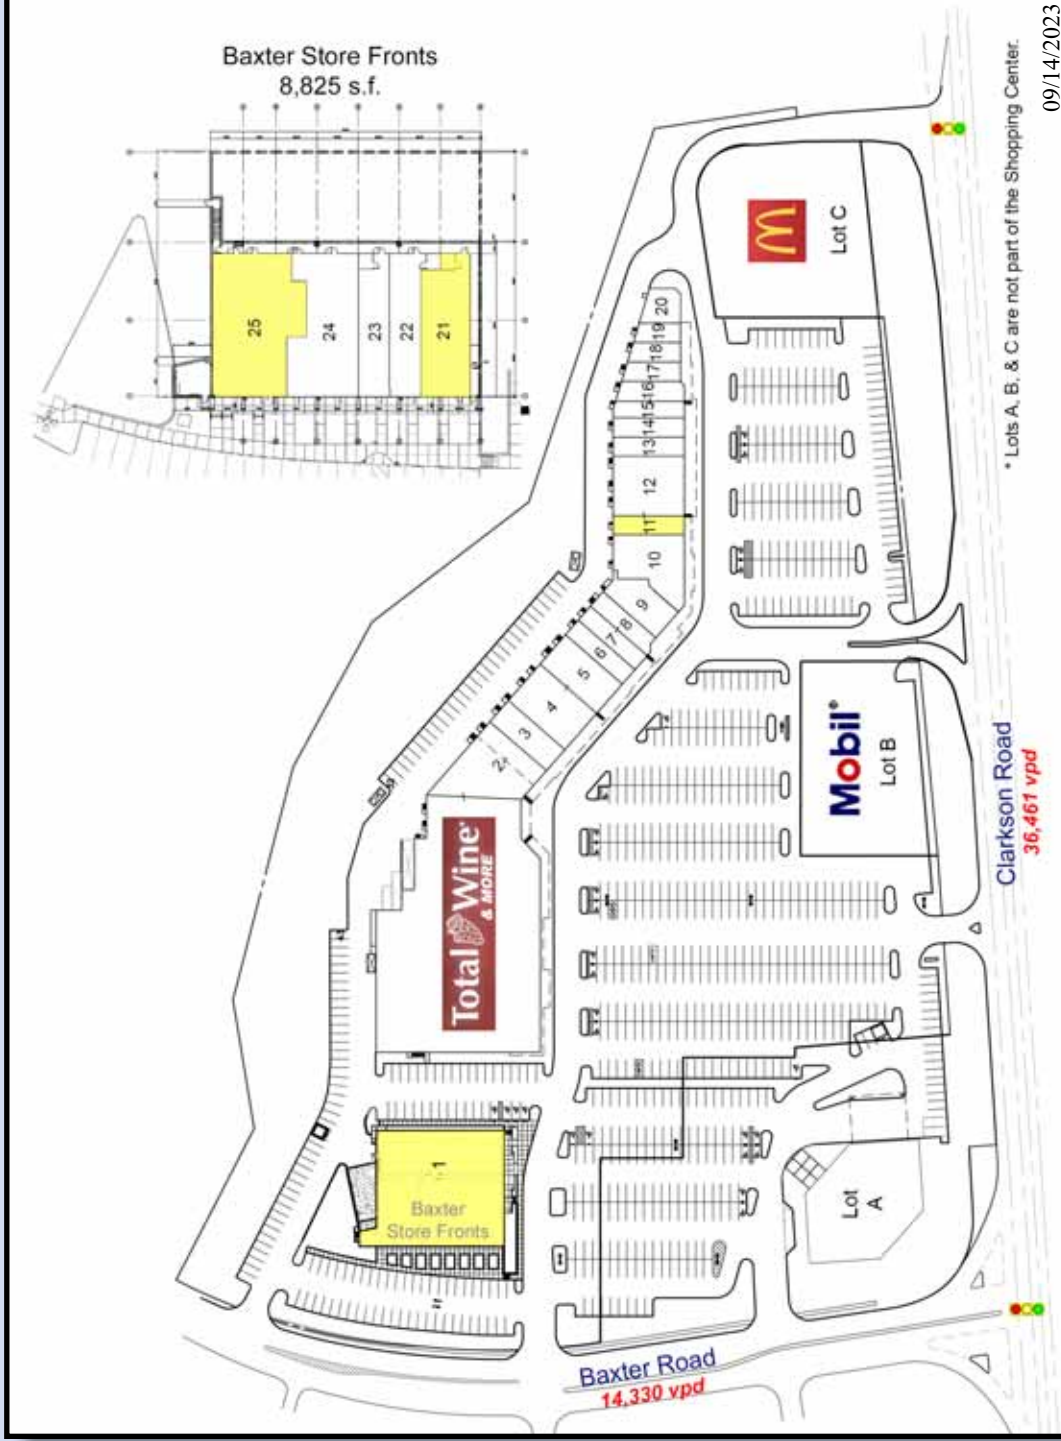 Baxter Store Fronts
8,825 s.f.
25
24
23
22
21
20
19
18
17
16
15
14
13
12
11
10
9
8
7
6
5
4
3
2
Total Wine
& MORE
1
Baxter
Store Fronts
Lot C
Mobil®
Lot B
Lot
A
Clarkson Road
36,461 vpd
Baxter Road
14,330 vpd
* Lots A, B, & C are not part of the Shopping Center.
09/14/2023